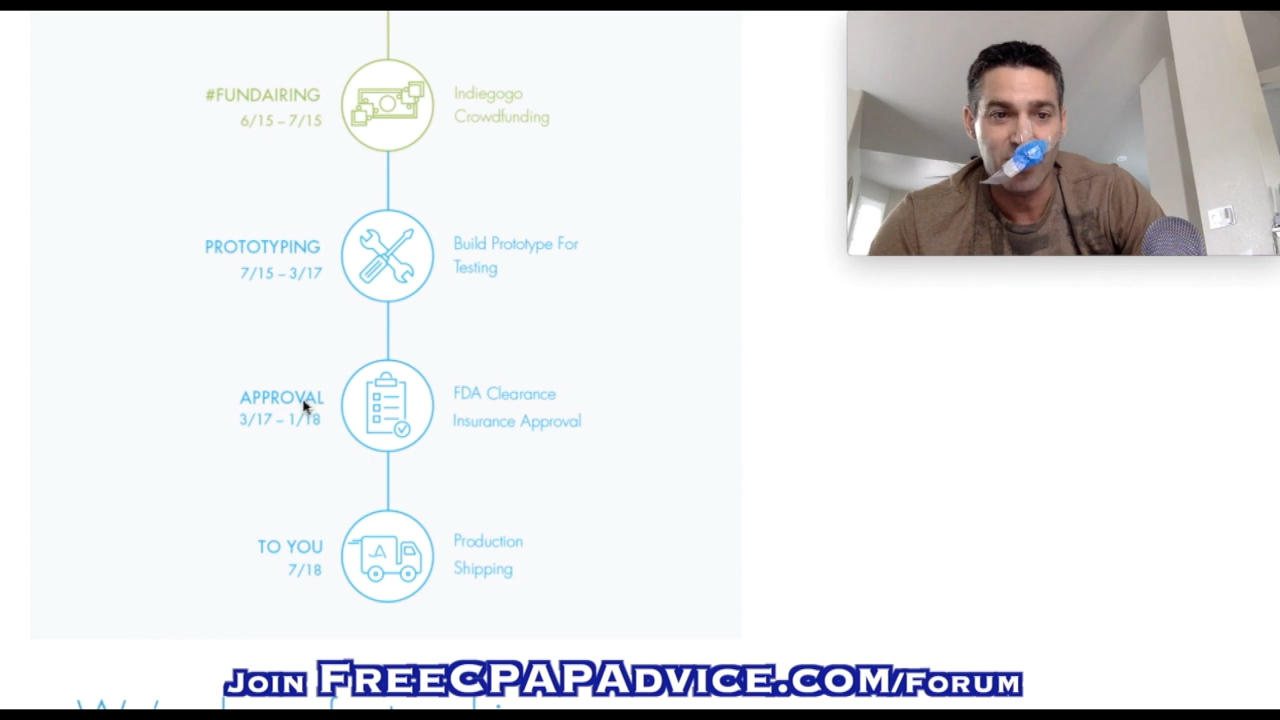 #FUNDAIRING
6/15 – 7/15
Indiegogo
Crowdfunding
PROTOTYPING
7/15 – 3/17
Build Prototype For
Testing
APPROVAL
3/17 – 1/18
FDA Clearance
Insurance Approval
TO YOU
7/18
Production
Shipping
JOIN FREECPAPADVICE.COM/FORUM